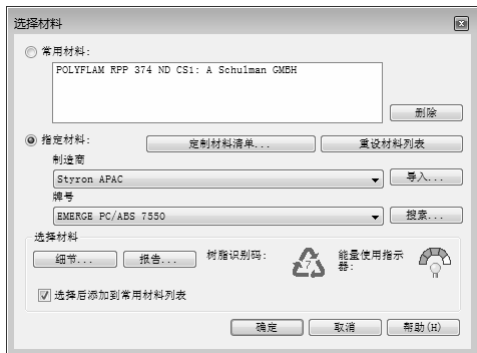 选择材料
常用材料:
POLYFLAM RPP 374 ND CS1: A Schulman GMBH
删除
指定材料:
定制材料清单...
重设材料列表
制造商
Styron APAC
导入...
牌号
EMERGE PC/ABS 7550
搜索...
选择材料
细节...
报告...
树脂识别码:
7
能量使用指示器:
选择后添加到常用材料列表
确定
取消
帮助(H)